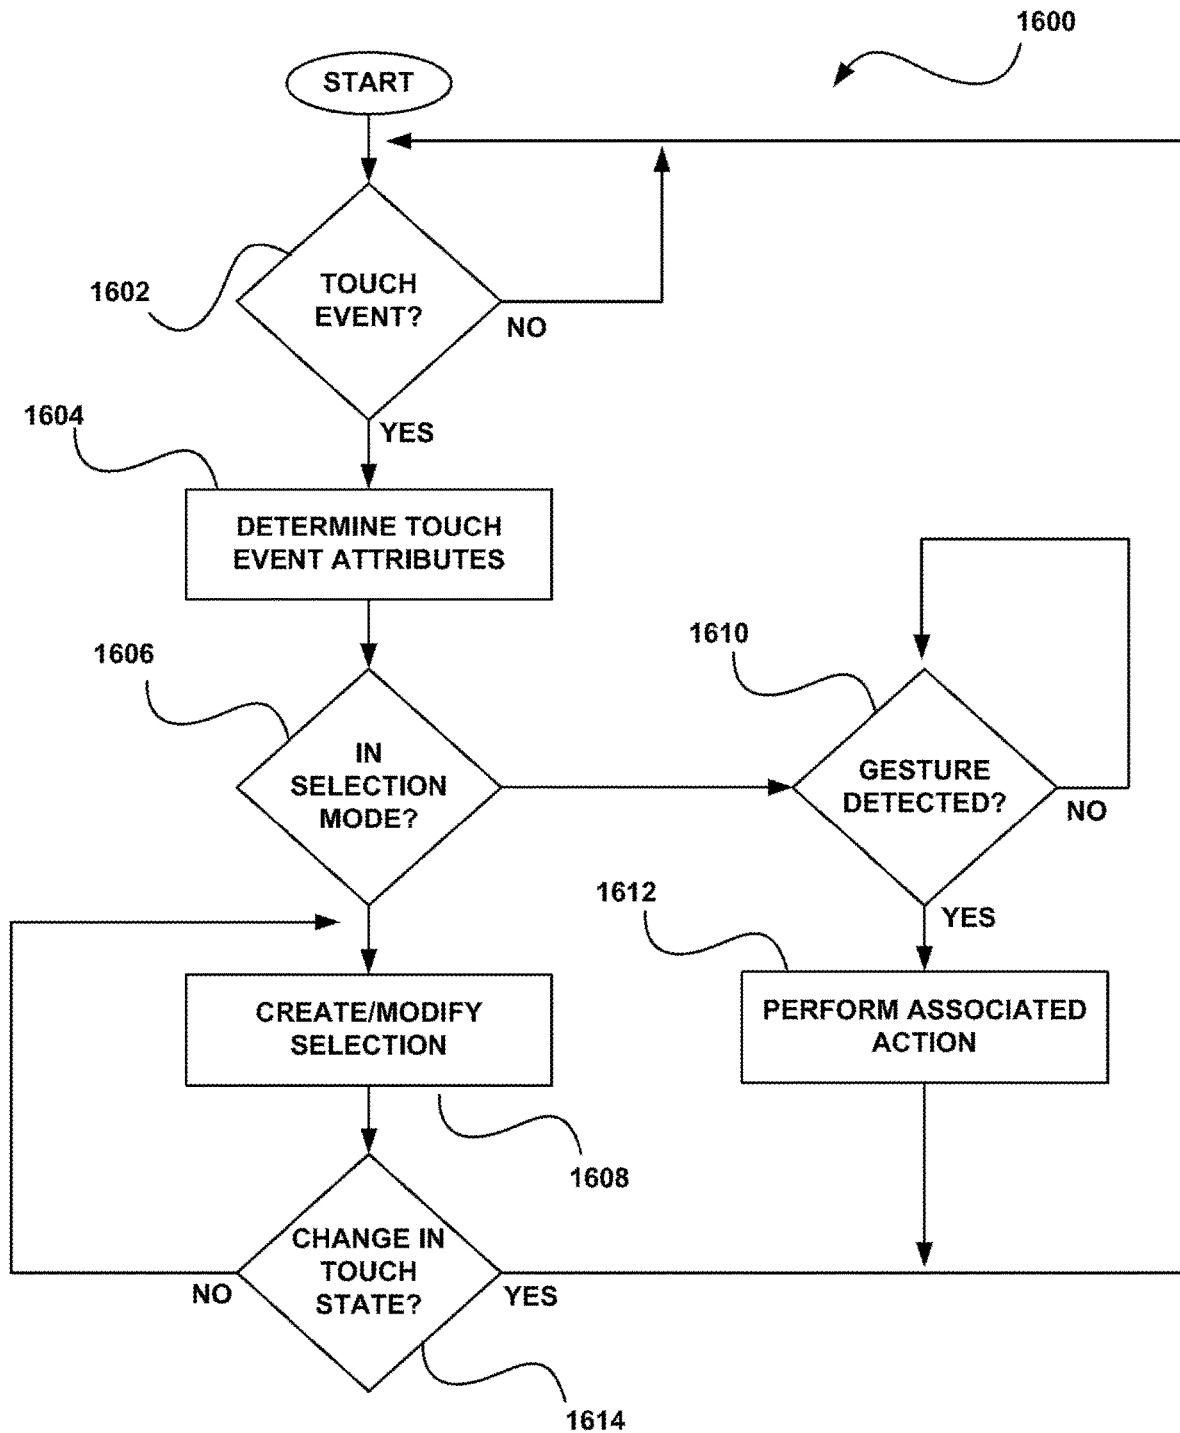 1600
START
1602
TOUCH
EVENT?
NO
YES
1604
DETERMINE TOUCH
EVENT ATTRIBUTES
1606
IN
SELECTION
MODE?
1610
GESTURE
DETECTED?
NO
YES
1612
PERFORM ASSOCIATED
ACTION
CREATE/MODIFY
SELECTION
1608
CHANGE IN
TOUCH
STATE?
NO
YES
1614